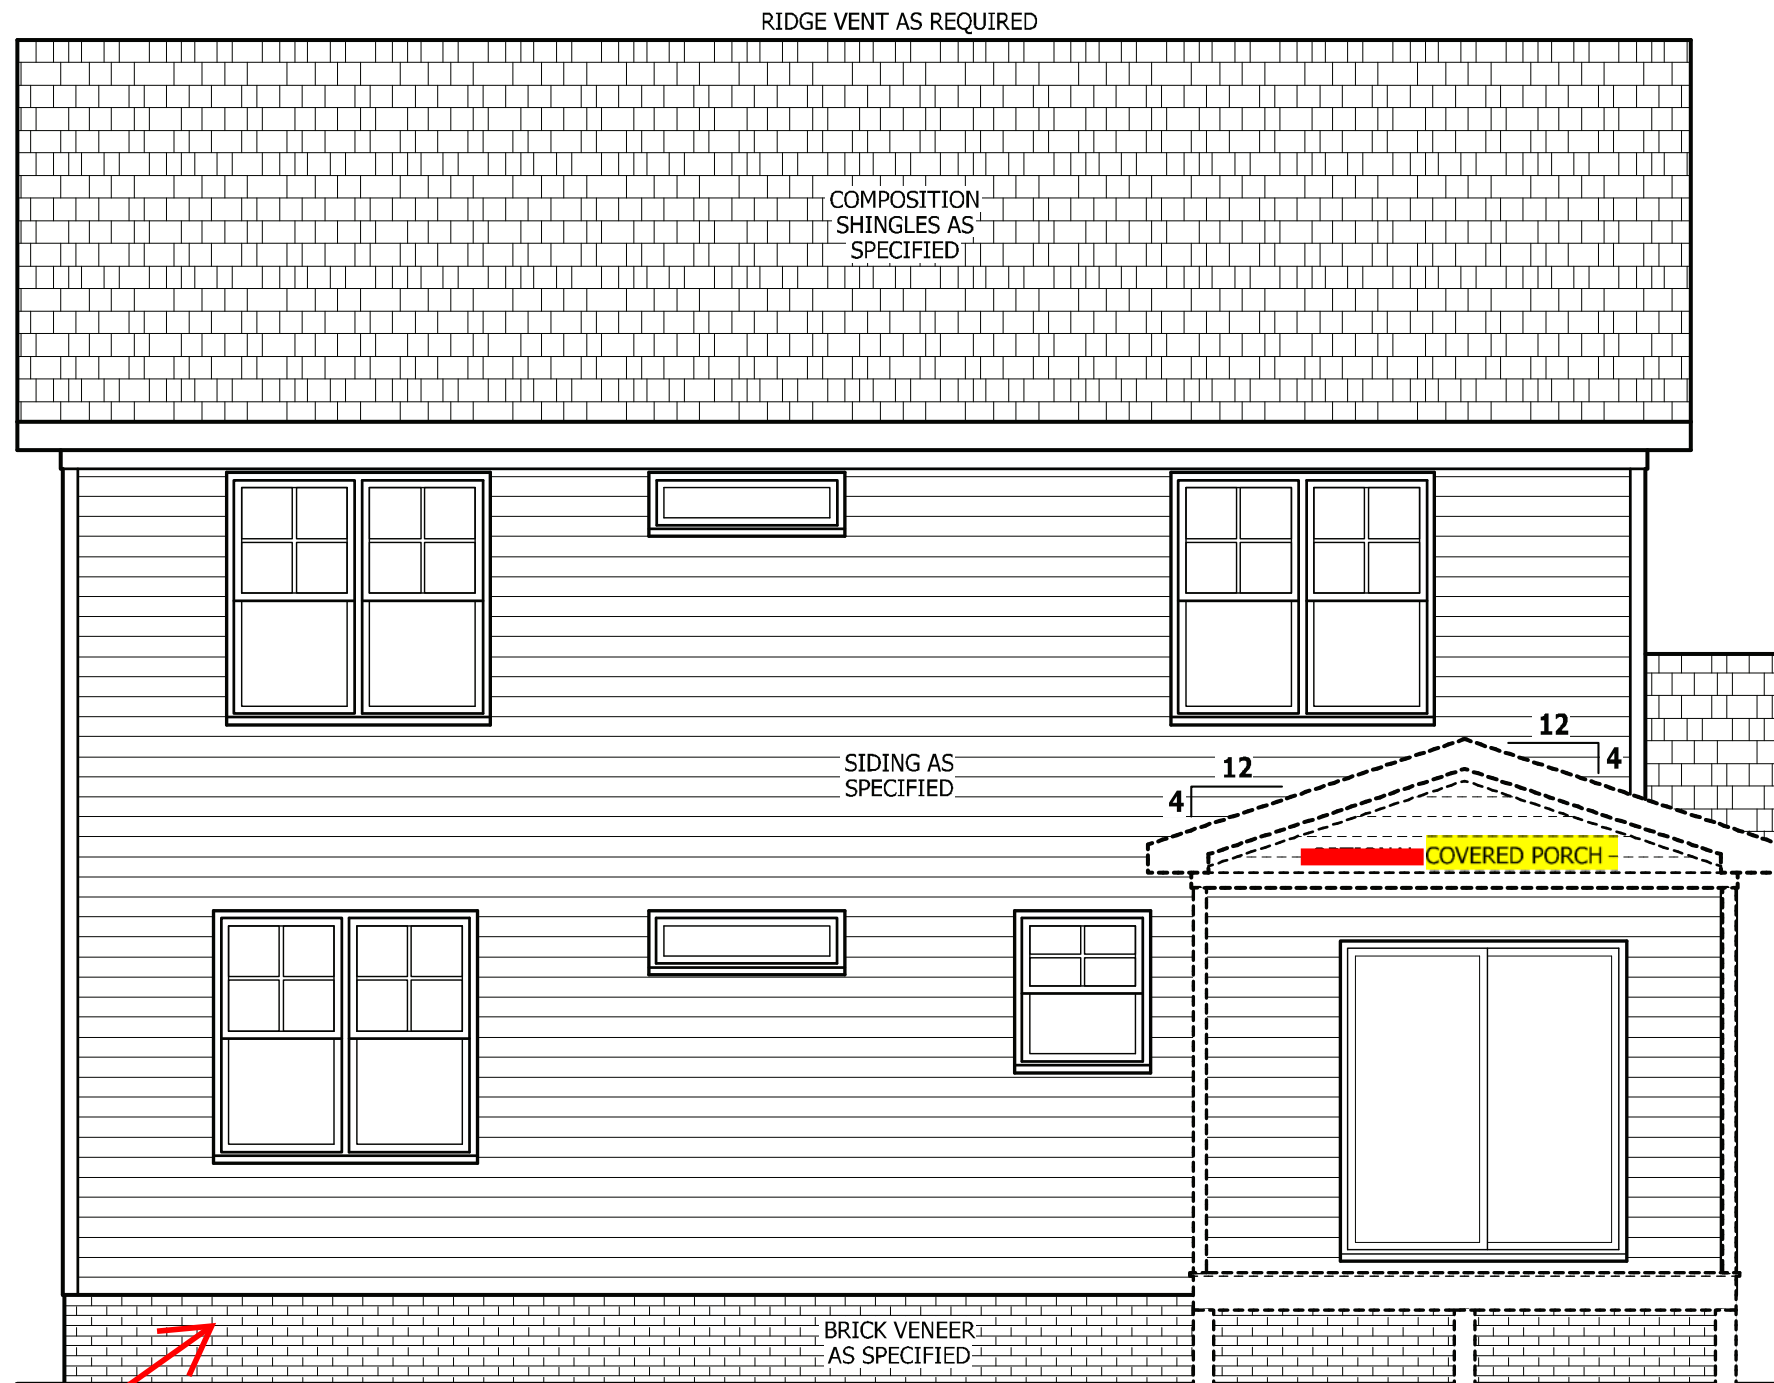 RIDGE VENT AS REQUIRED
COMPOSITION
SHINGLES AS
SPECIFIED
12
4
SIDING AS
SPECIFIED
12
4
COVERED PORCH
BRICK VENEER
AS SPECIFIED